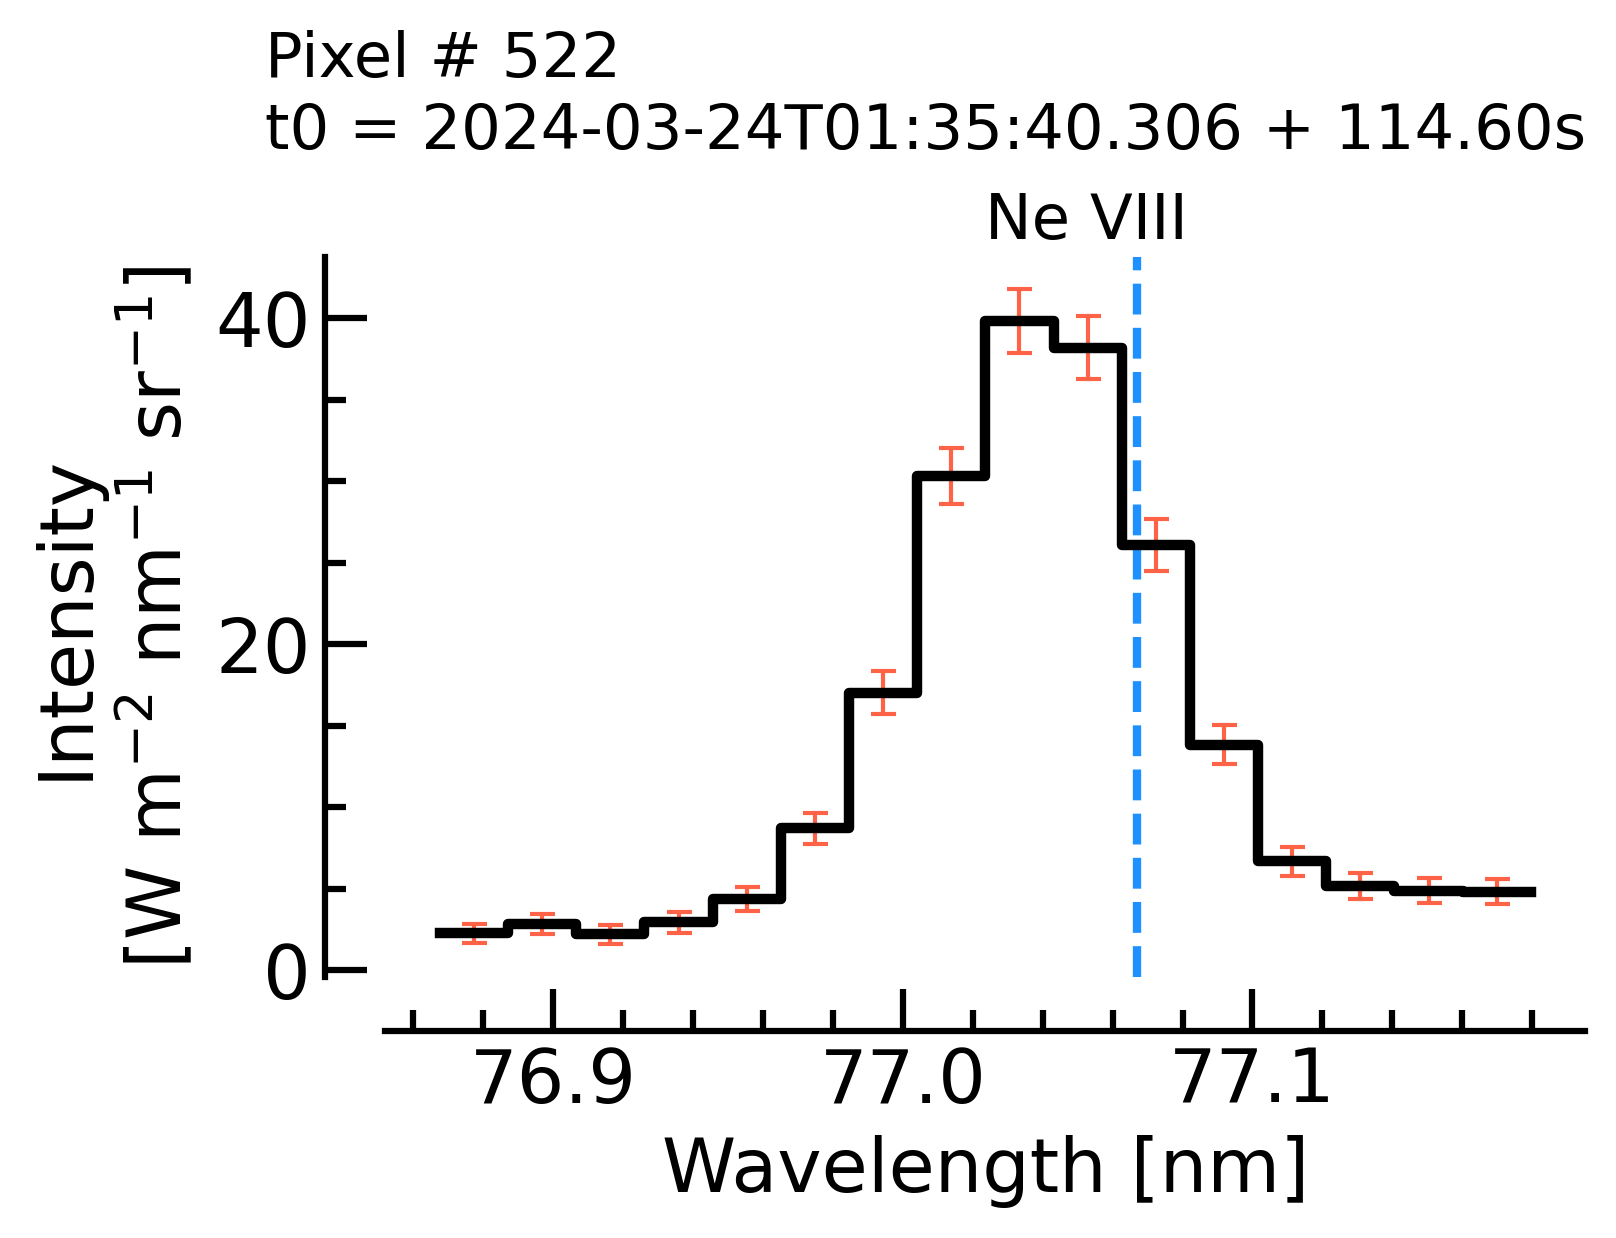 Pixel # 522
t0 = 2024-03-24T01:35:40.306 + 114.60s
Ne VIII
Intensity
[W m⁻² nm⁻¹ sr⁻¹]
40
20
0
76.9 77.0 77.1
Wavelength [nm]